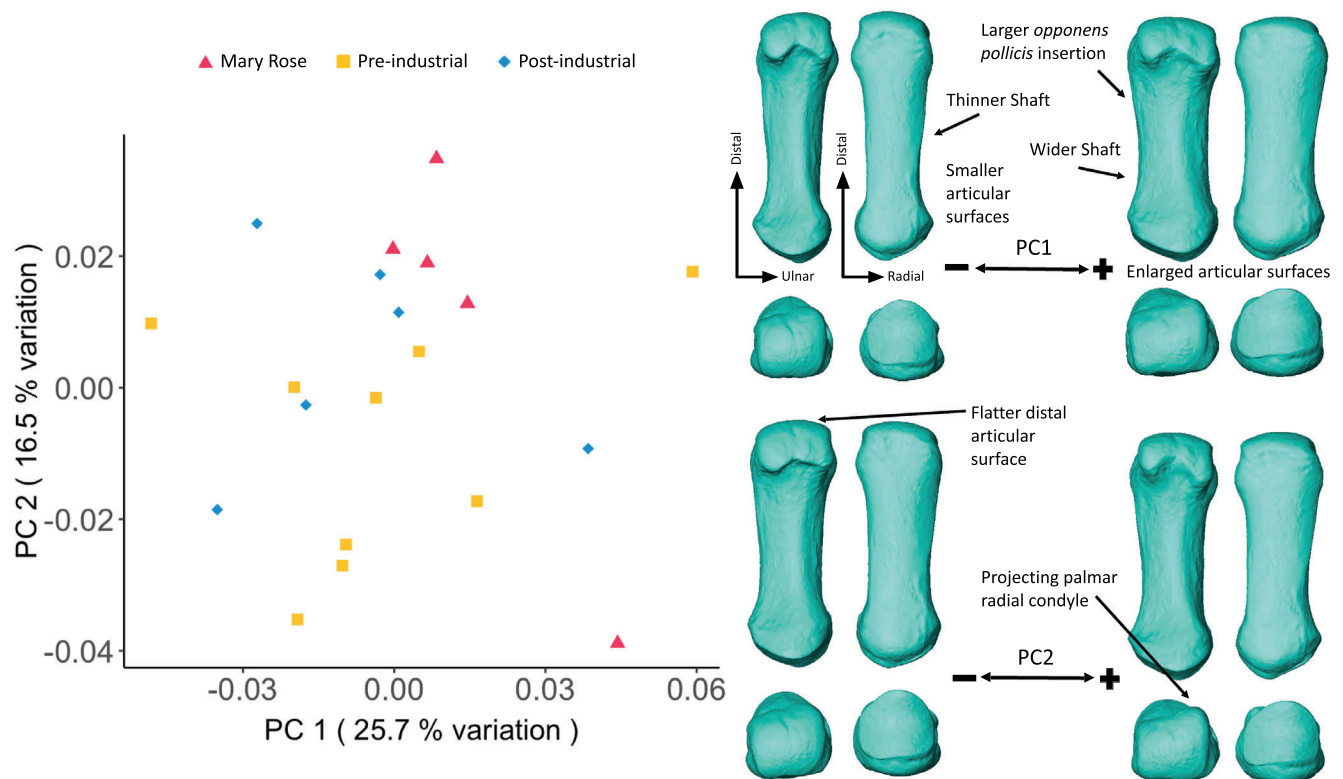 Mary Rose
Pre-industrial
Post-industrial
0.02
0.00
-0.02
-0.04
PC 2 ( 16.5 % variation )
-0.03
0.00
0.03
0.06
PC 1 ( 25.7 % variation )
Larger opponens
pollicis insertion
Thinner Shaft
Wider Shaft
Smaller
articular
surfaces
Distal
Ulnar
Distal
Radial
PC1
Enlarged articular surfaces
Flatter distal
articular
surface
Projecting palmar
radial condyle
PC2